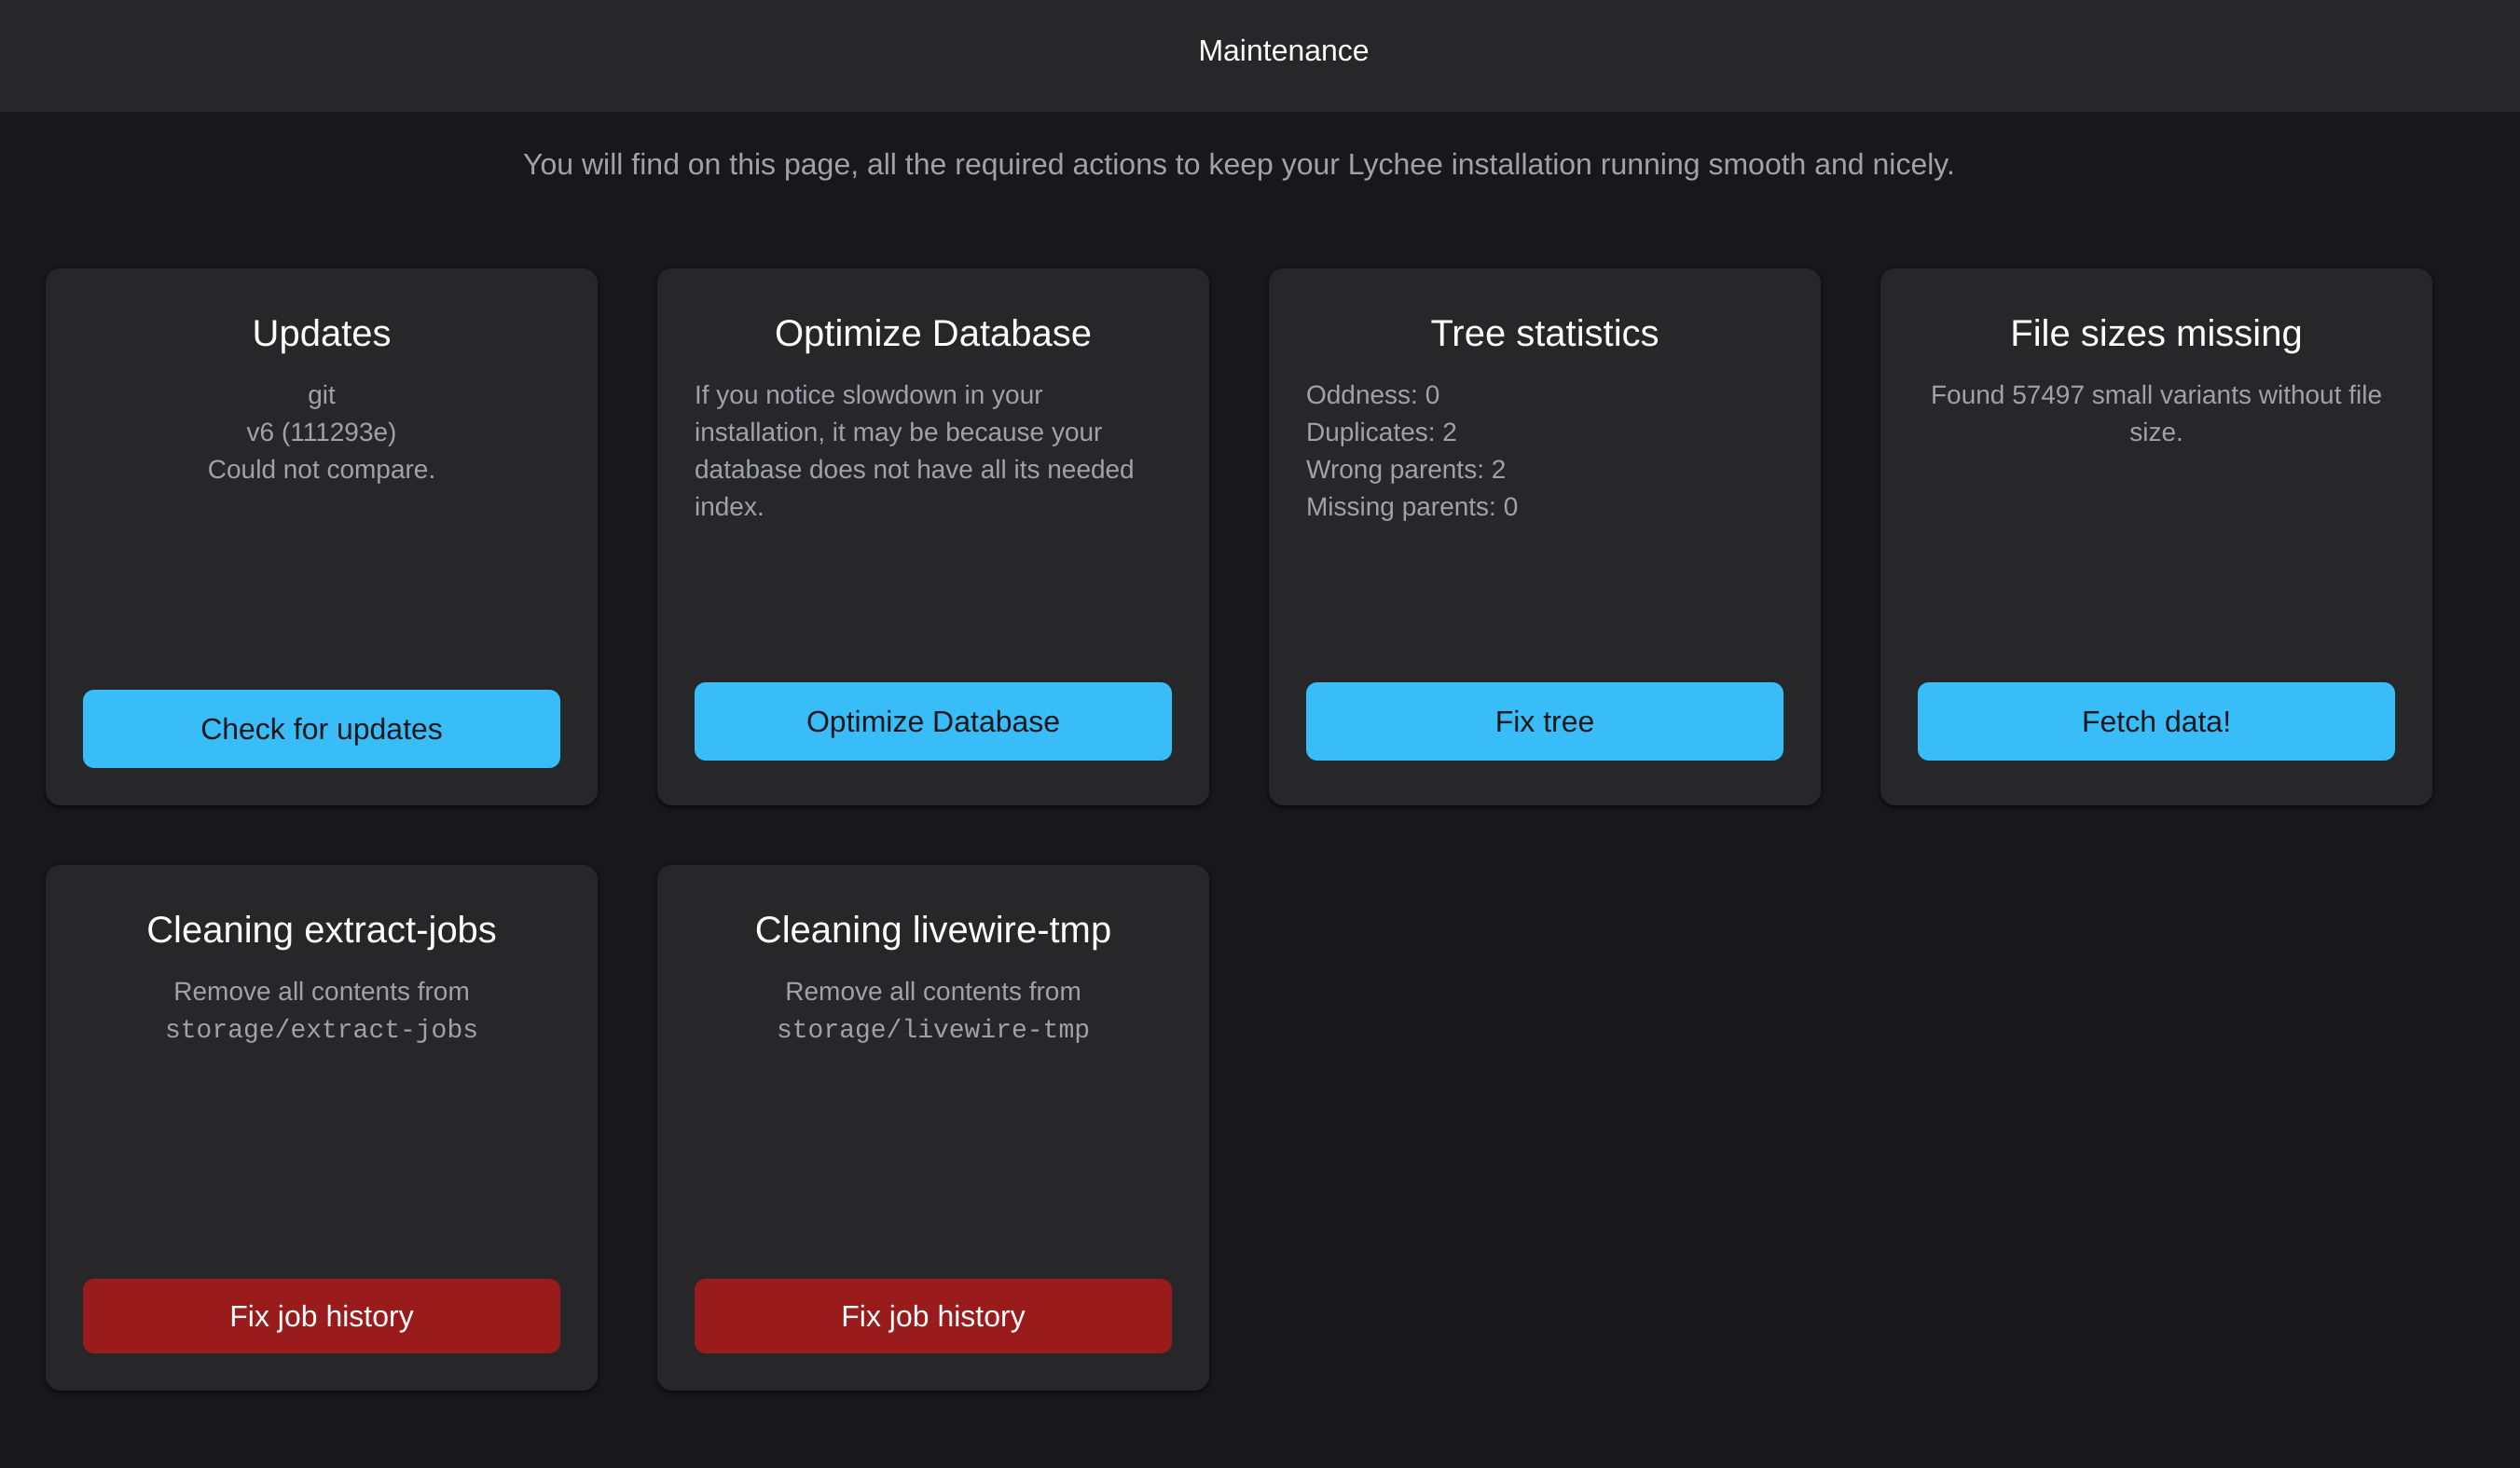 Maintenance
You will find on this page, all the required actions to keep your Lychee installation running smooth and nicely.
Updates
git
v6 (111293e)
Could not compare.
Check for updates
Optimize Database
If you notice slowdown in your
installation, it may be because your
database does not have all its needed
index.
Optimize Database
Tree statistics
Oddness: 0
Duplicates: 2
Wrong parents: 2
Missing parents: 0
Fix tree
File sizes missing
Found 57497 small variants without file
size.
Fetch data!
Cleaning extract-jobs
Remove all contents from
storage/extract-jobs
Fix job history
Cleaning livewire-tmp
Remove all contents from
storage/livewire-tmp
Fix job history